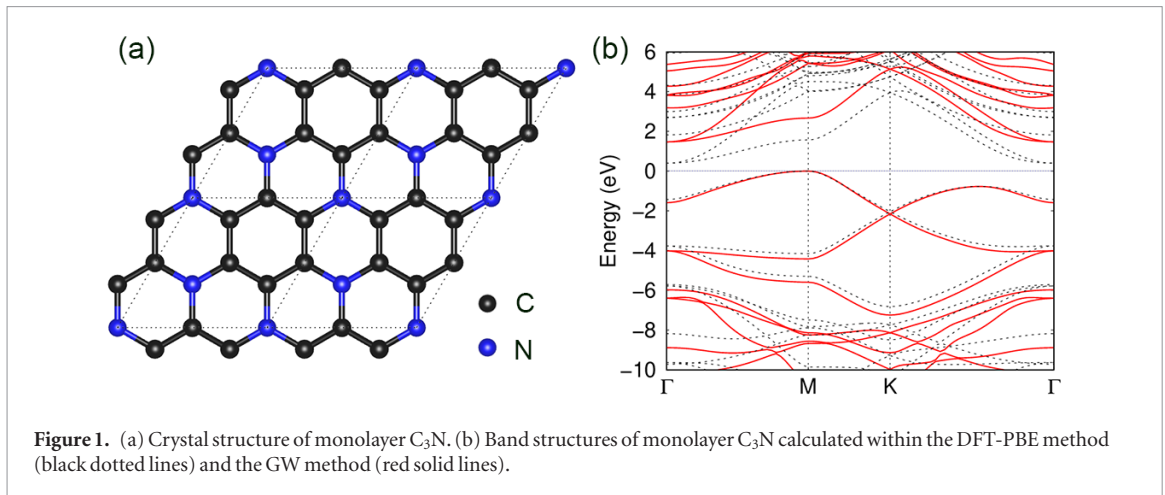 (a)
C
N
(b)
Energy (eV)
6
4
2
0
−2
−4
−6
−8
−10
Γ M K Γ
Figure 1. (a) Crystal structure of monolayer C₃N. (b) Band structures of monolayer C₃N calculated within the DFT-PBE method
(black dotted lines) and the GW method (red solid lines).